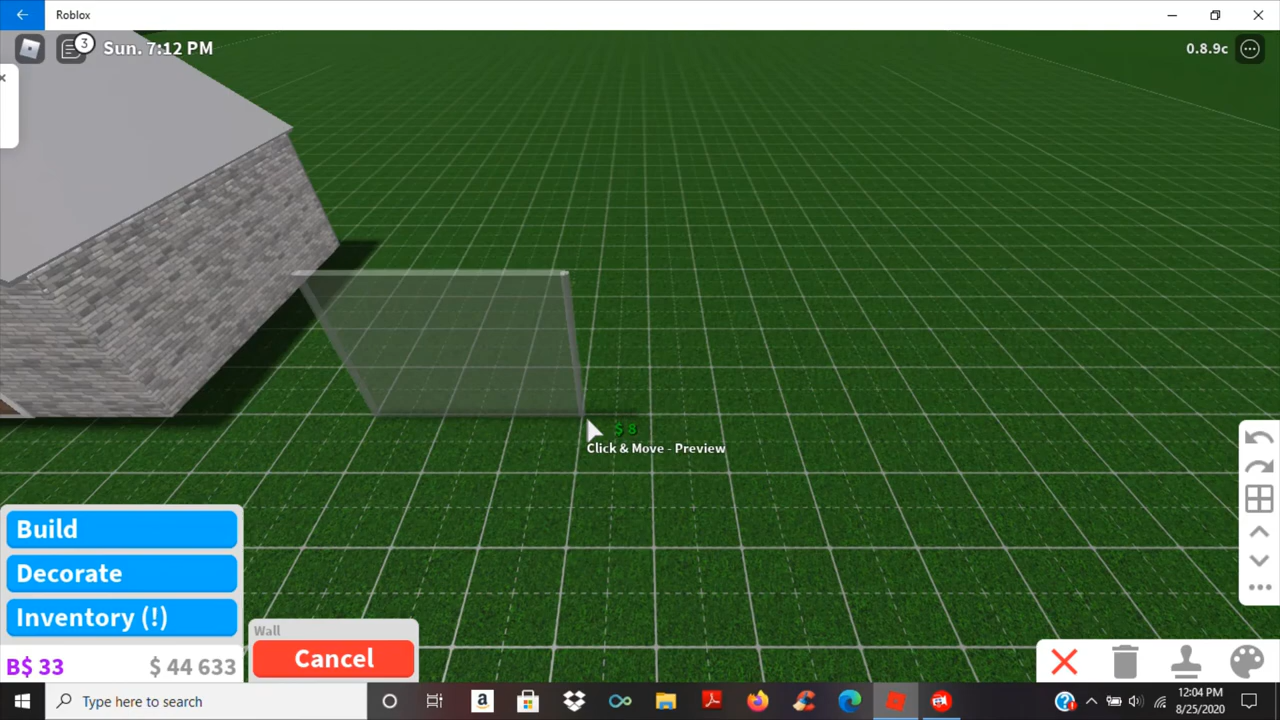 Roblox
3
Sun. 7:12 PM
0.8.9c
$ 8
Click & Move - Preview
Build
Decorate
Inventory (!)
B$ 33
$ 44 633
Wall
Cancel
Type here to search
12:04 PM
8/25/2020